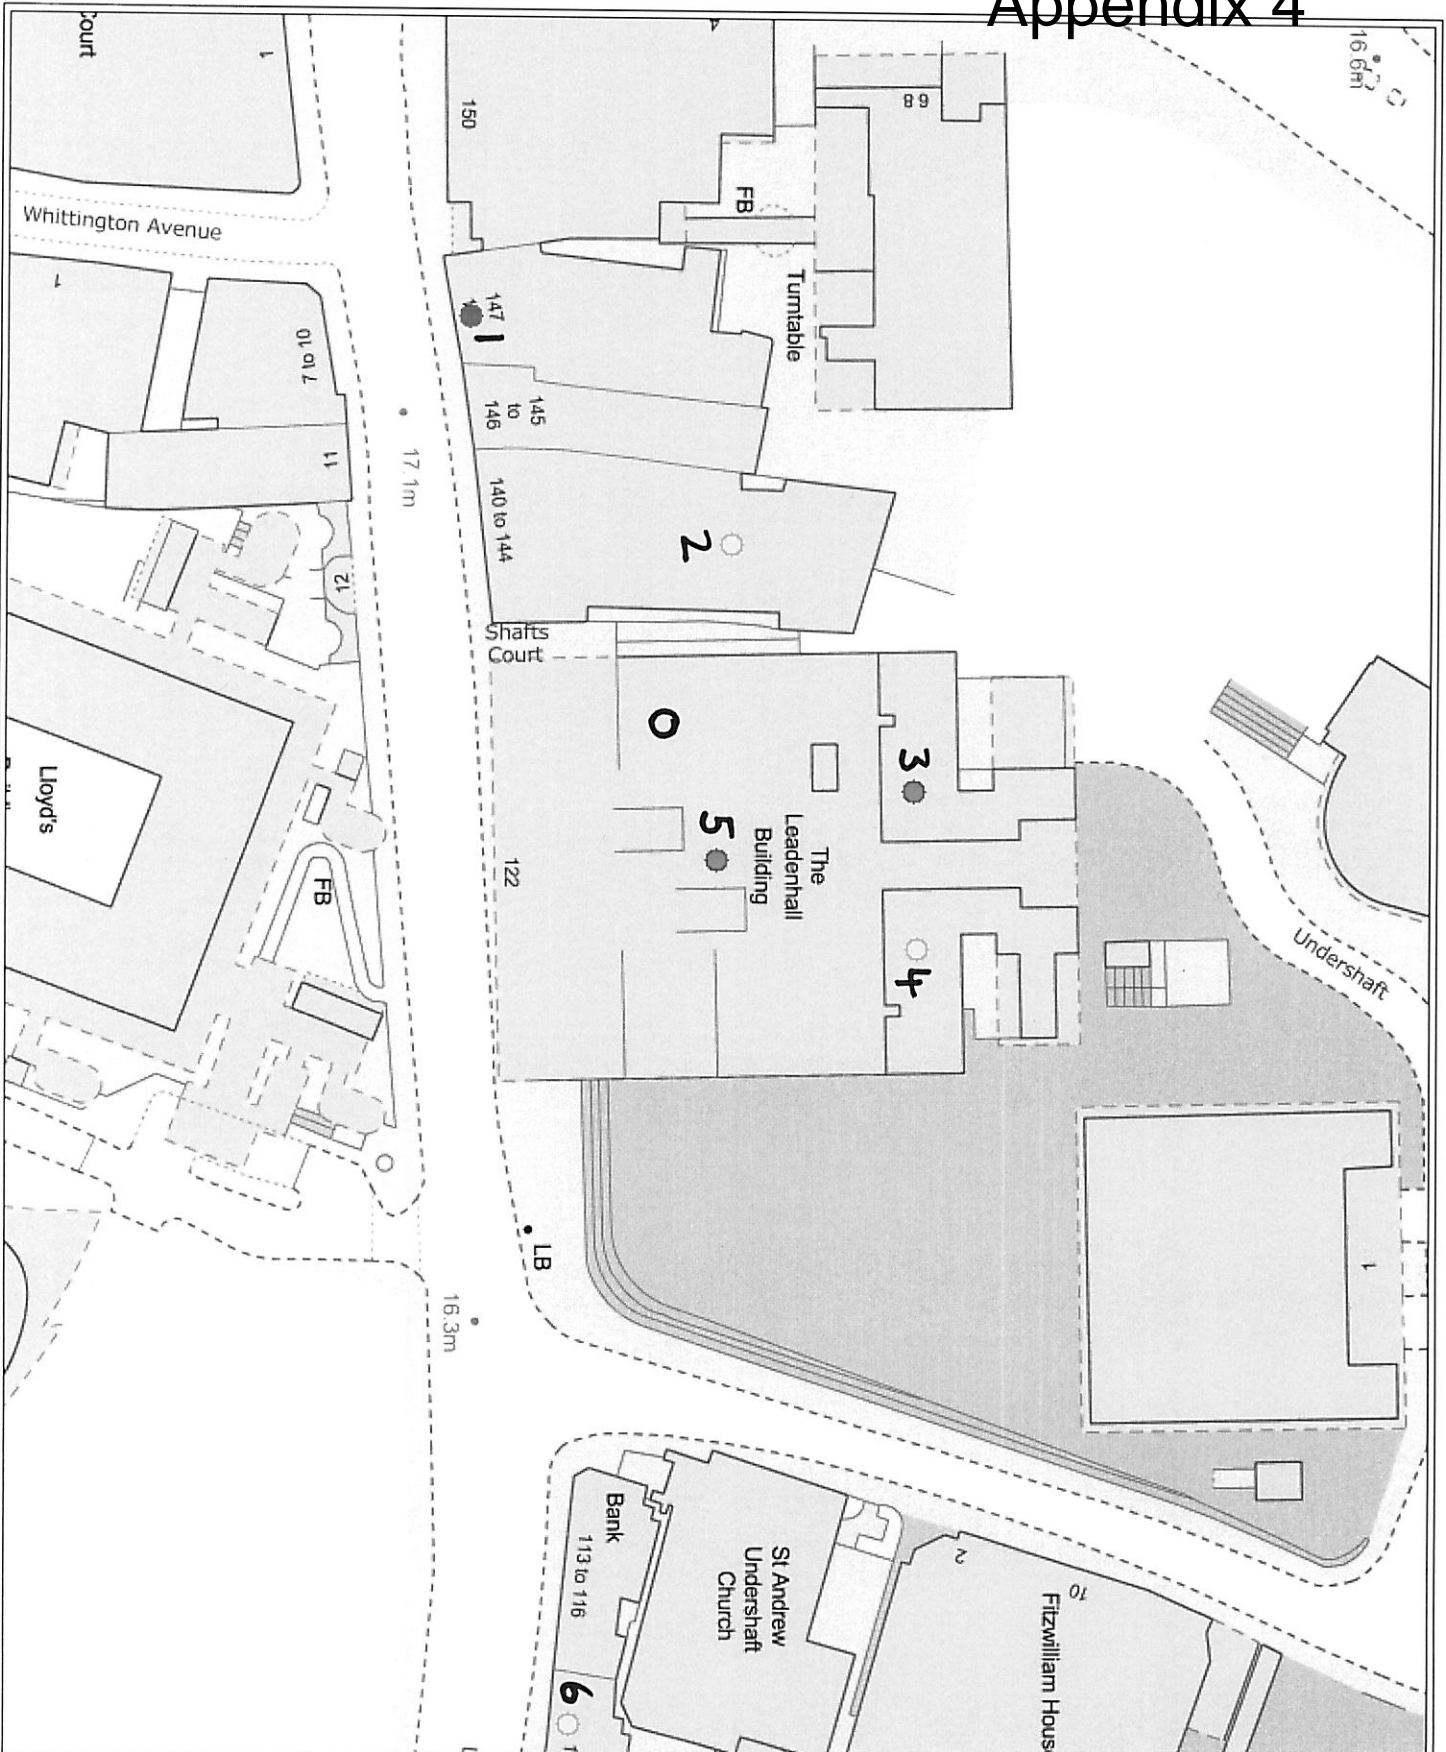 Appendix 4
Court
1
16.6m
150
6 8
FB
Whittington Avenue
1
7 to 10
147
1
Turntable
145
to
146
17.1m
11
140 to 144
2
12
Shafts
Court
0
3
Lloyd's
5
The
Leadenhall
Building
122
FB
4
Undershaft
LB
1
16.3m
Bank
113 to 116
St Andrew
Undershaft
Church
2
10
Fitzwilliam House
6